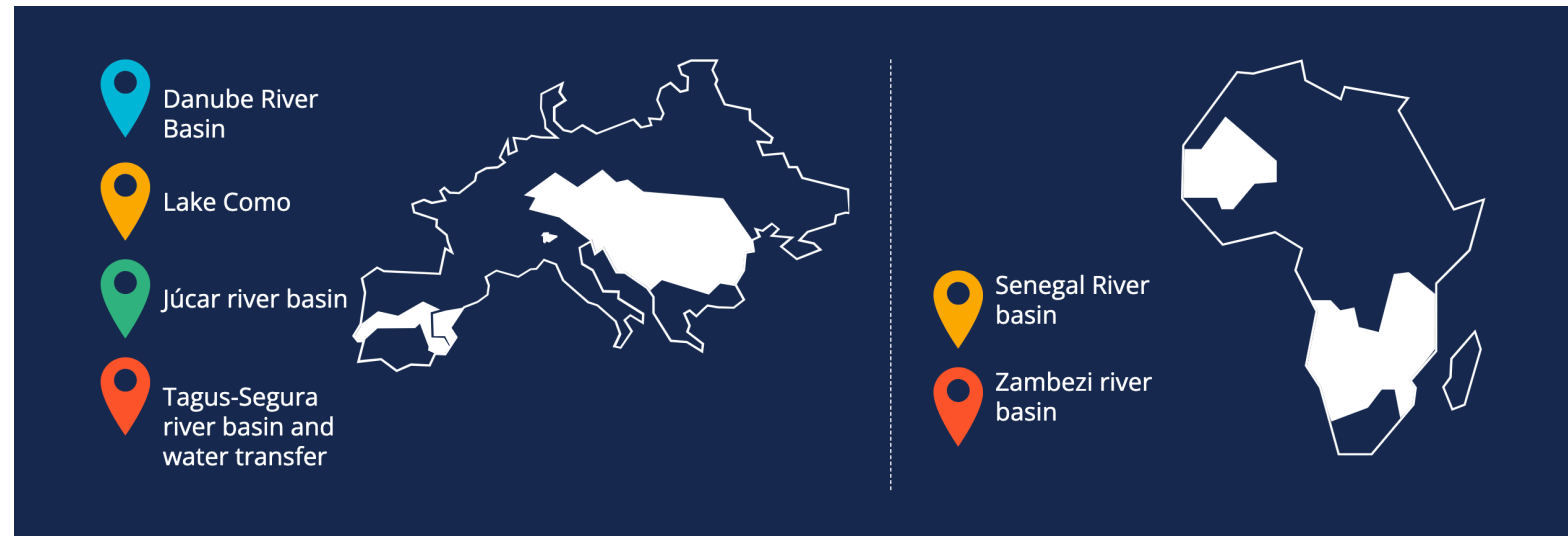 Danube River
Basin
Lake Como
Júcar river basin
Tagus-Segura
river basin and
water transfer
Senegal River
basin
Zambezi river
basin